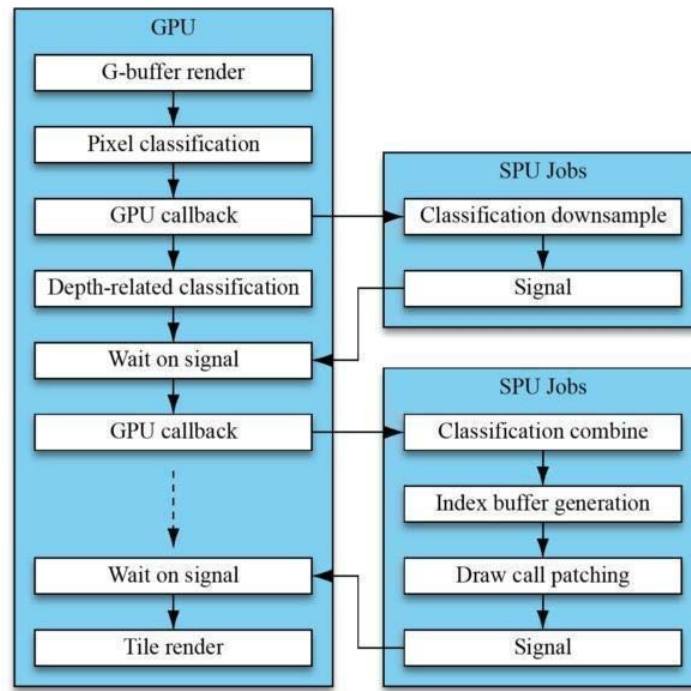 GPU
G-buffer render
Pixel classification
GPU callback
Depth-related classification
Wait on signal
GPU callback
Wait on signal
Tile render
SPU Jobs
Classification downsample
Signal
SPU Jobs
Classification combine
Index buffer generation
Draw call patching
Signal